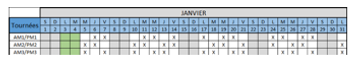 JANVIER
Tournées S D L M M J V S D L M M J V S D L M M J V S D L M M J V S D L
1 2 3 4 5 6 7 8 9 10 11 12 13 14 15 16 17 18 19 20 21 22 23 24 25 26 27 28 29 30 31
AM1/PM1
AM2/PM2
AM3/PM3